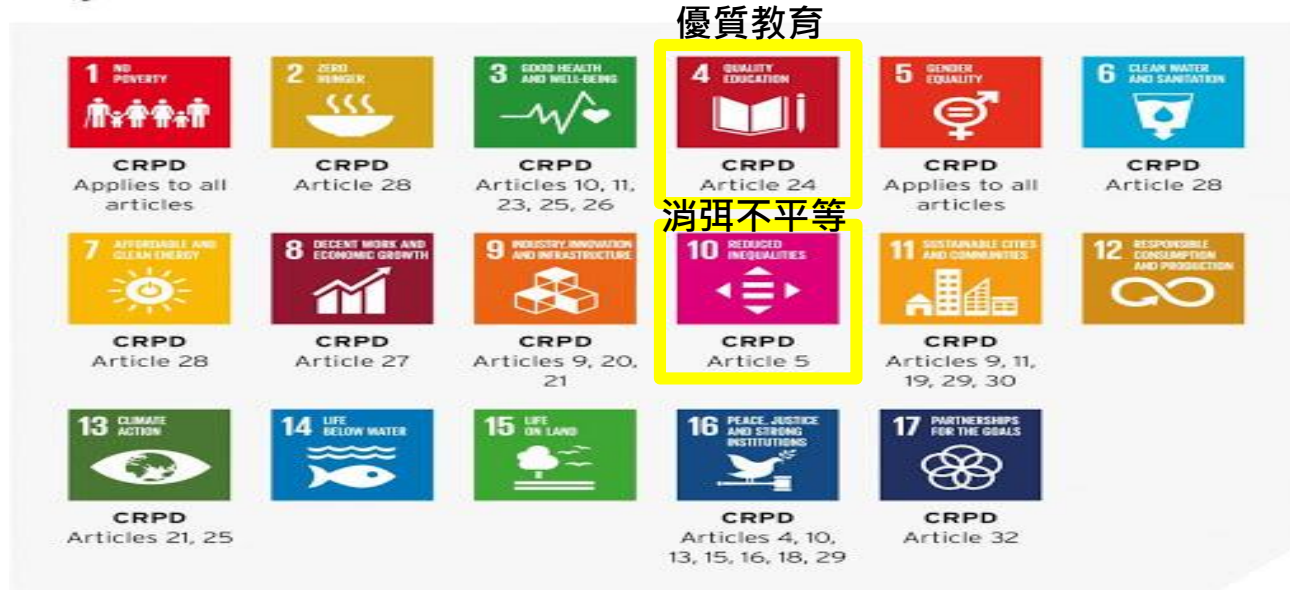 優質教育
1 NO
POVERTY
2 ZERO
HUNGER
3 GOOD HEALTH
AND WELL-BEING
4 QUALITY
EDUCATION
5 GENDER
EQUALITY
6 CLEAN WATER
AND SANITATION
CRPD
Applies to all
articles
CRPD
Article 28
CRPD
Articles 10, 11,
23, 25, 26
CRPD
Article 24
CRPD
Applies to all
articles
CRPD
Article 28
消弭不平等
7 AFFORDABLE AND
CLEAN ENERGY
8 DECENT WORK AND
ECONOMIC GROWTH
9 INDUSTRY, INNOVATION
AND INFRASTRUCTURE
10 REDUCED
INEQUALITIES
11 SUSTAINABLE CITIES
AND COMMUNITIES
12 RESPONSIBLE
CONSUMPTION
AND PRODUCTION
CRPD
Article 28
CRPD
Article 27
CRPD
Articles 9, 20,
21
CRPD
Article 5
CRPD
Articles 9, 11,
19, 29, 30
13 CLIMATE
ACTION
14 LIFE
BELOW WATER
15 LIFE
ON LAND
16 PEACE, JUSTICE
AND STRONG
INSTITUTIONS
17 PARTNERSHIPS
FOR THE GOALS
CRPD
Articles 21, 25
CRPD
Articles 4, 10,
13, 15, 16, 18, 29
CRPD
Article 32